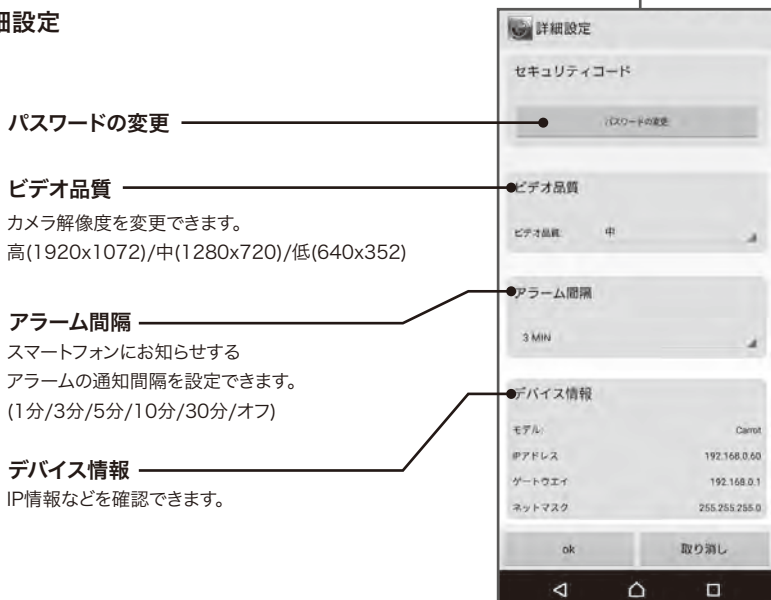 細設定
パスワードの変更
ビデオ品質
カメラ解像度を変更できます。
高(1920x1072)/中(1280x720)/低(640x352)
アラーム間隔
スマートフォンにお知らせする
アラームの通知間隔を設定できます。
(1分/3分/5分/10分/30分/オフ)
デバイス情報
IP情報などを確認できます。
詳細設定
セキュリティコード
パスワードの変更
ビデオ品質
ビデオ品質: 中
アラーム間隔
3 MIN
デバイス情報
モデル: Carrot
IPアドレス 192.168.0.60
ゲートウエイ 192.168.0.1
ネットマスク 255.255.255.0
ok 取り消し